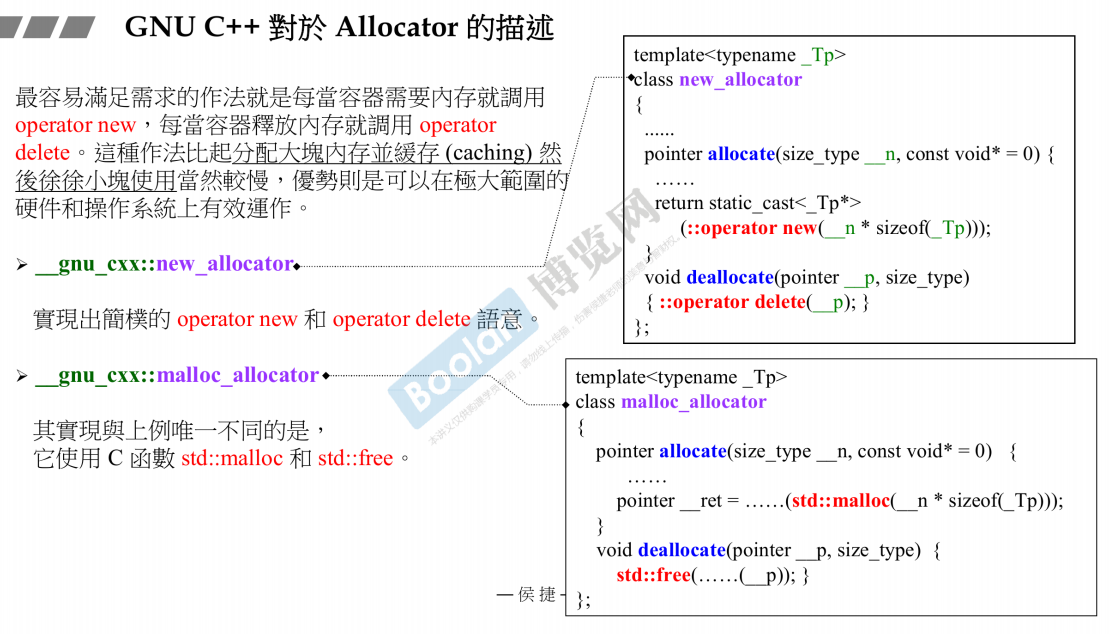 GNU C++ 對於 Allocator 的描述
最容易滿足需求的作法就是每當容器需要內存就調用
operator new，每當容器釋放內存就調用 operator
delete。這種作法比起分配大塊內存並緩存 (caching) 然
後徐徐小塊使用當然較慢，優勢則是可以在極大範圍的
硬件和操作系統上有效運作。
➢ __gnu_cxx::new_allocator
實現出簡樸的 operator new 和 operator delete 語意。
➢ __gnu_cxx::malloc_allocator
其實現與上例唯一不同的是，
它使用 C 函數 std::malloc 和 std::free。
template<typename _Tp>
class new_allocator
{
......
pointer allocate(size_type __n, const void* = 0) {
……
return static_cast<_Tp*>
(::operator new(__n * sizeof(_Tp)));
}
void deallocate(pointer __p, size_type)
{ ::operator delete(__p); }
};
template<typename _Tp>
class malloc_allocator
{
pointer allocate(size_type __n, const void* = 0) {
……
pointer __ret = ……(std::malloc(__n * sizeof(_Tp)));
}
void deallocate(pointer __p, size_type) {
std::free(……(__p)); }
};
— 侯捷 —
Boolan 博览网